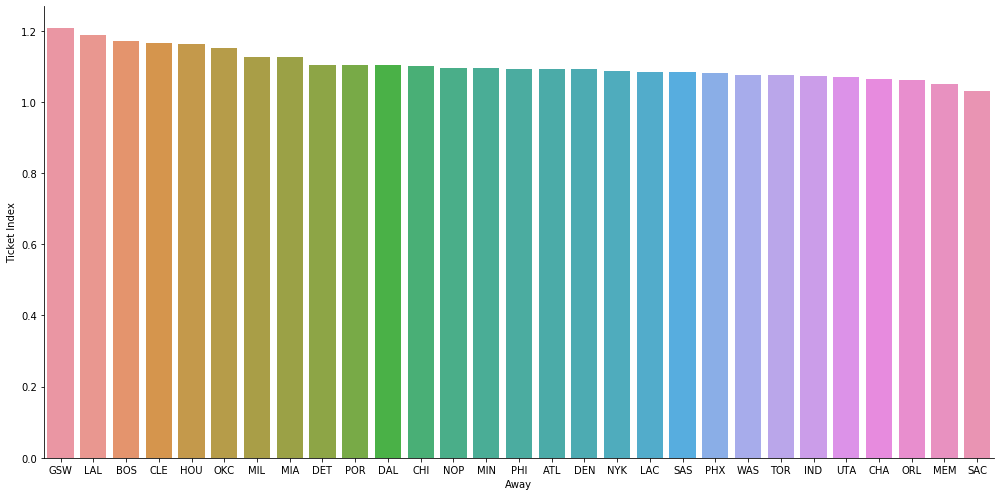 1.2
1.0
0.8
0.6
0.4
0.2
0.0
Ticket Index
GSW LAL BOS CLE HOU OKC MIL MIA DET POR DAL CHI NOP MIN PHI ATL DEN NYK LAC SAS PHX WAS TOR IND UTA CHA ORL MEM SAC
Away